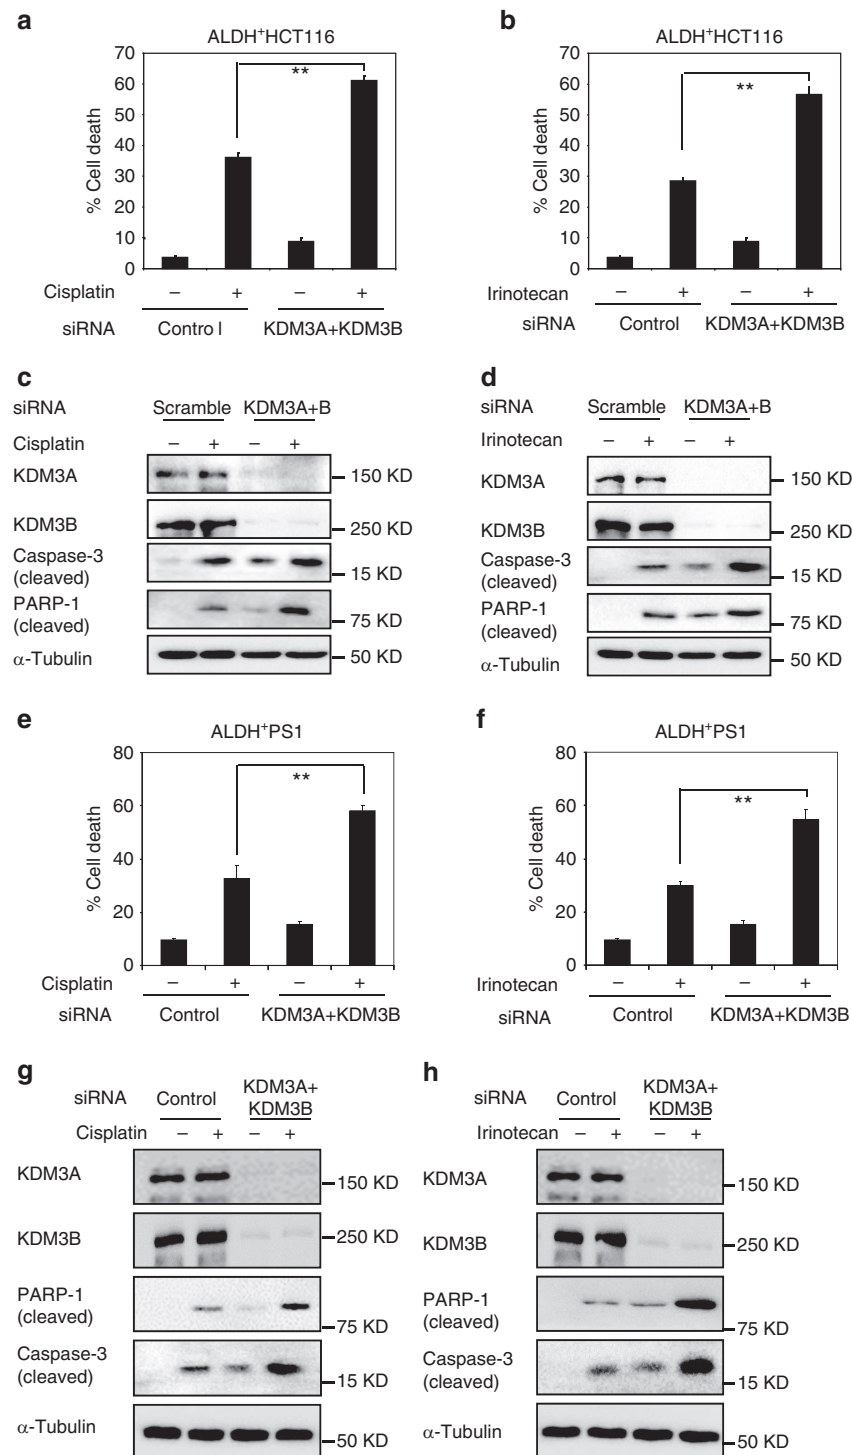 a
ALDH⁺HCT116
70
60
50
40
30
20
10
0
% Cell death
**
Cisplatin – + – +
siRNA Contro l KDM3A+KDM3B
b
ALDH⁺HCT116
70
60
50
40
30
20
10
0
% Cell death
**
Irinotecan – + – +
siRNA Control KDM3A+KDM3B
c
siRNA Scramble KDM3A+B
Cisplatin – + – +
KDM3A 150 KD
KDM3B 250 KD
Caspase-3
(cleaved) 15 KD
PARP-1
(cleaved) 75 KD
α-Tubulin 50 KD
d
siRNA Scramble KDM3A+B
Irinotecan – + – +
KDM3A 150 KD
KDM3B 250 KD
Caspase-3
(cleaved) 15 KD
PARP-1
(cleaved) 75 KD
α-Tubulin 50 KD
e
ALDH⁺PS1
80
60
40
20
0
% Cell death
**
Cisplatin – + – +
siRNA Control KDM3A+KDM3B
f
ALDH⁺PS1
80
60
40
20
0
% Cell death
**
Irinotecan – + – +
siRNA Control KDM3A+KDM3B
g
siRNA Control KDM3A+
KDM3B
Cisplatin – + – +
KDM3A 150 KD
KDM3B 250 KD
PARP-1
(cleaved) 75 KD
Caspase-3
(cleaved) 15 KD
α-Tubulin 50 KD
h
siRNA Control KDM3A+
KDM3B
Irinotecan – + – +
KDM3A 150 KD
KDM3B 250 KD
PARP-1
(cleaved) 75 KD
Caspase-3
(cleaved) 15 KD
α-Tubulin 50 KD